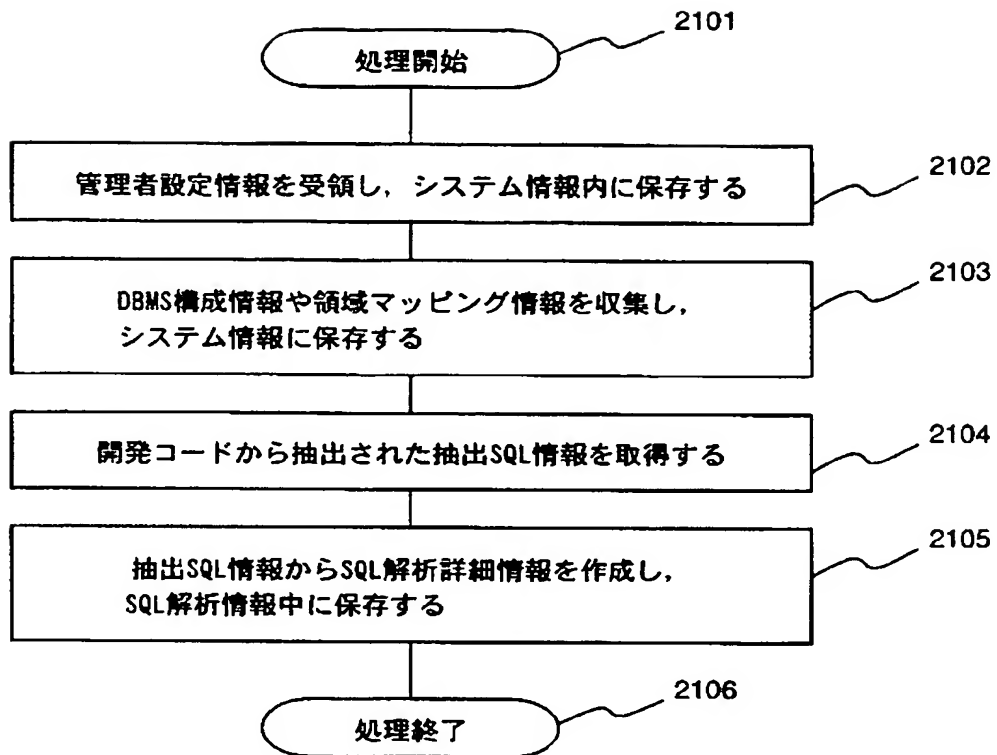 2101
処理開始
2102
管理者設定情報を受領し，システム情報内に保存する
2103
DBMS構成情報や領域マッピング情報を収集し，
システム情報に保存する
2104
開発コードから抽出された抽出SQL情報を取得する
2105
抽出SQL情報からSQL解析詳細情報を作成し，
SQL解析情報中に保存する
2106
処理終了